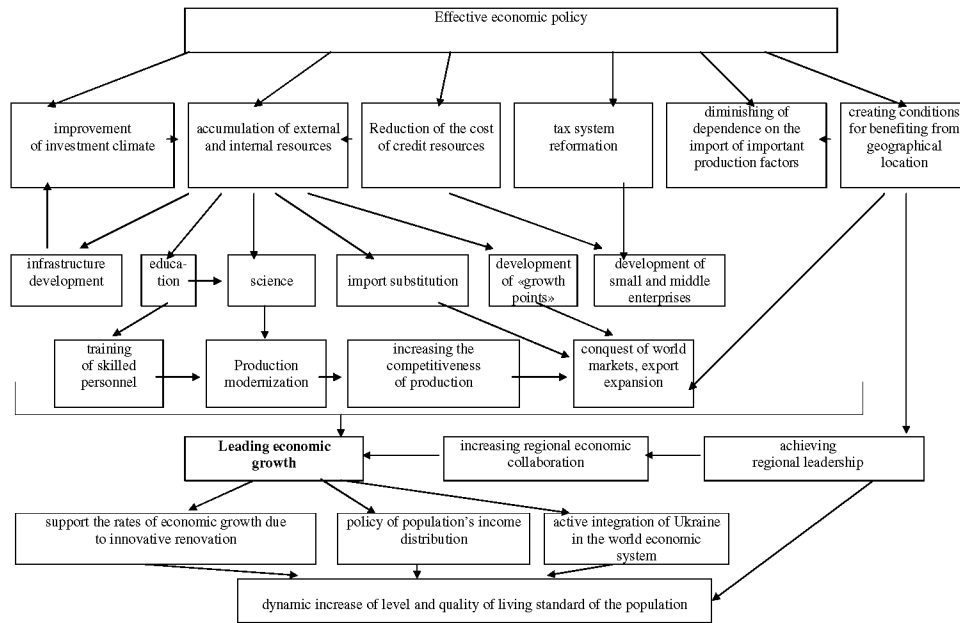 Effective economic policy
improvement
of investment climate
accumulation of external
and internal resources
Reduction of the cost
of credit resources
tax system
reformation
diminishing of
dependence on the
import of important
production factors
creating conditions
for benefiting from
geographical
location
infrastructure
development
educa-
tion
science
import substitution
development
of «growth
points»
development of
small and middle
enterprises
training
of skilled
personnel
Production
modernization
increasing the
competitiveness
of production
conquest of world
markets, export
expansion
Leading economic
growth
increasing regional economic
collaboration
achieving
regional leadership
support the rates of economic growth due
to innovative renovation
policy of population’s income
distribution
active integration of Ukraine
in the world economic
system
dynamic increase of level and quality of living standard of the population